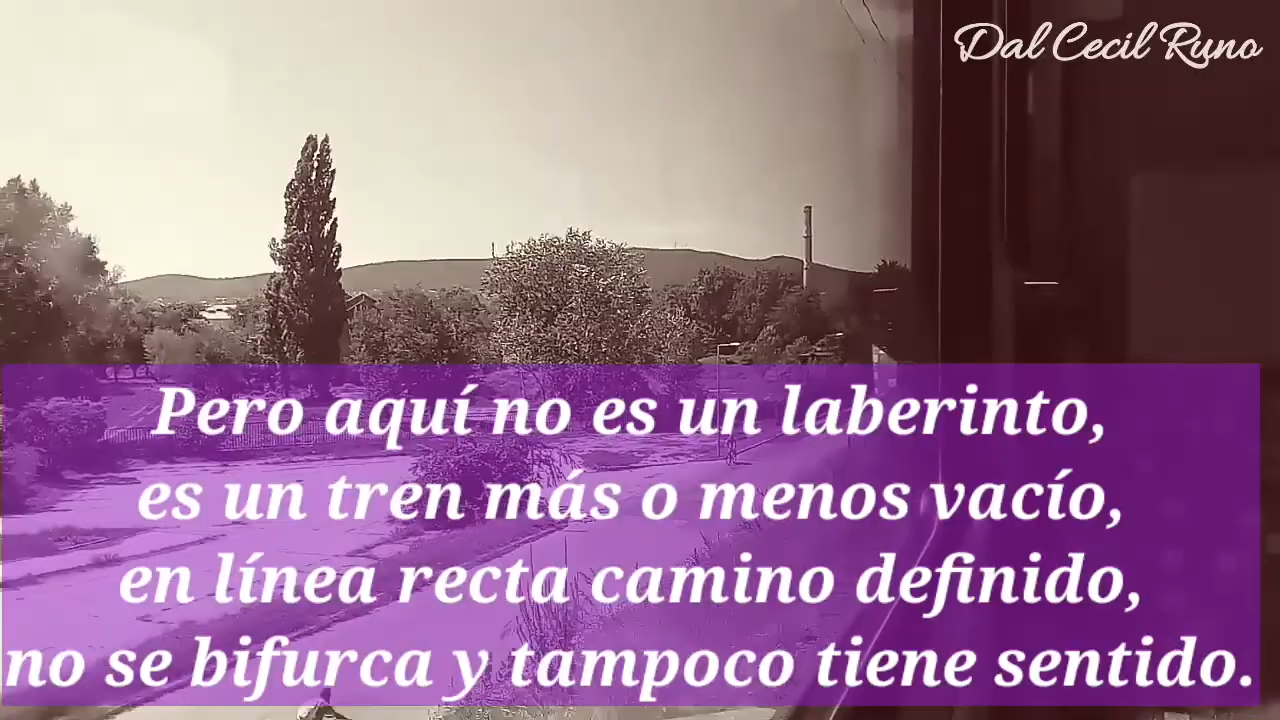 Dal Cecil Runo
Pero aquí no es un laberinto,
es un tren más o menos vacío,
en línea recta camino definido,
no se bifurca y tampoco tiene sentido.